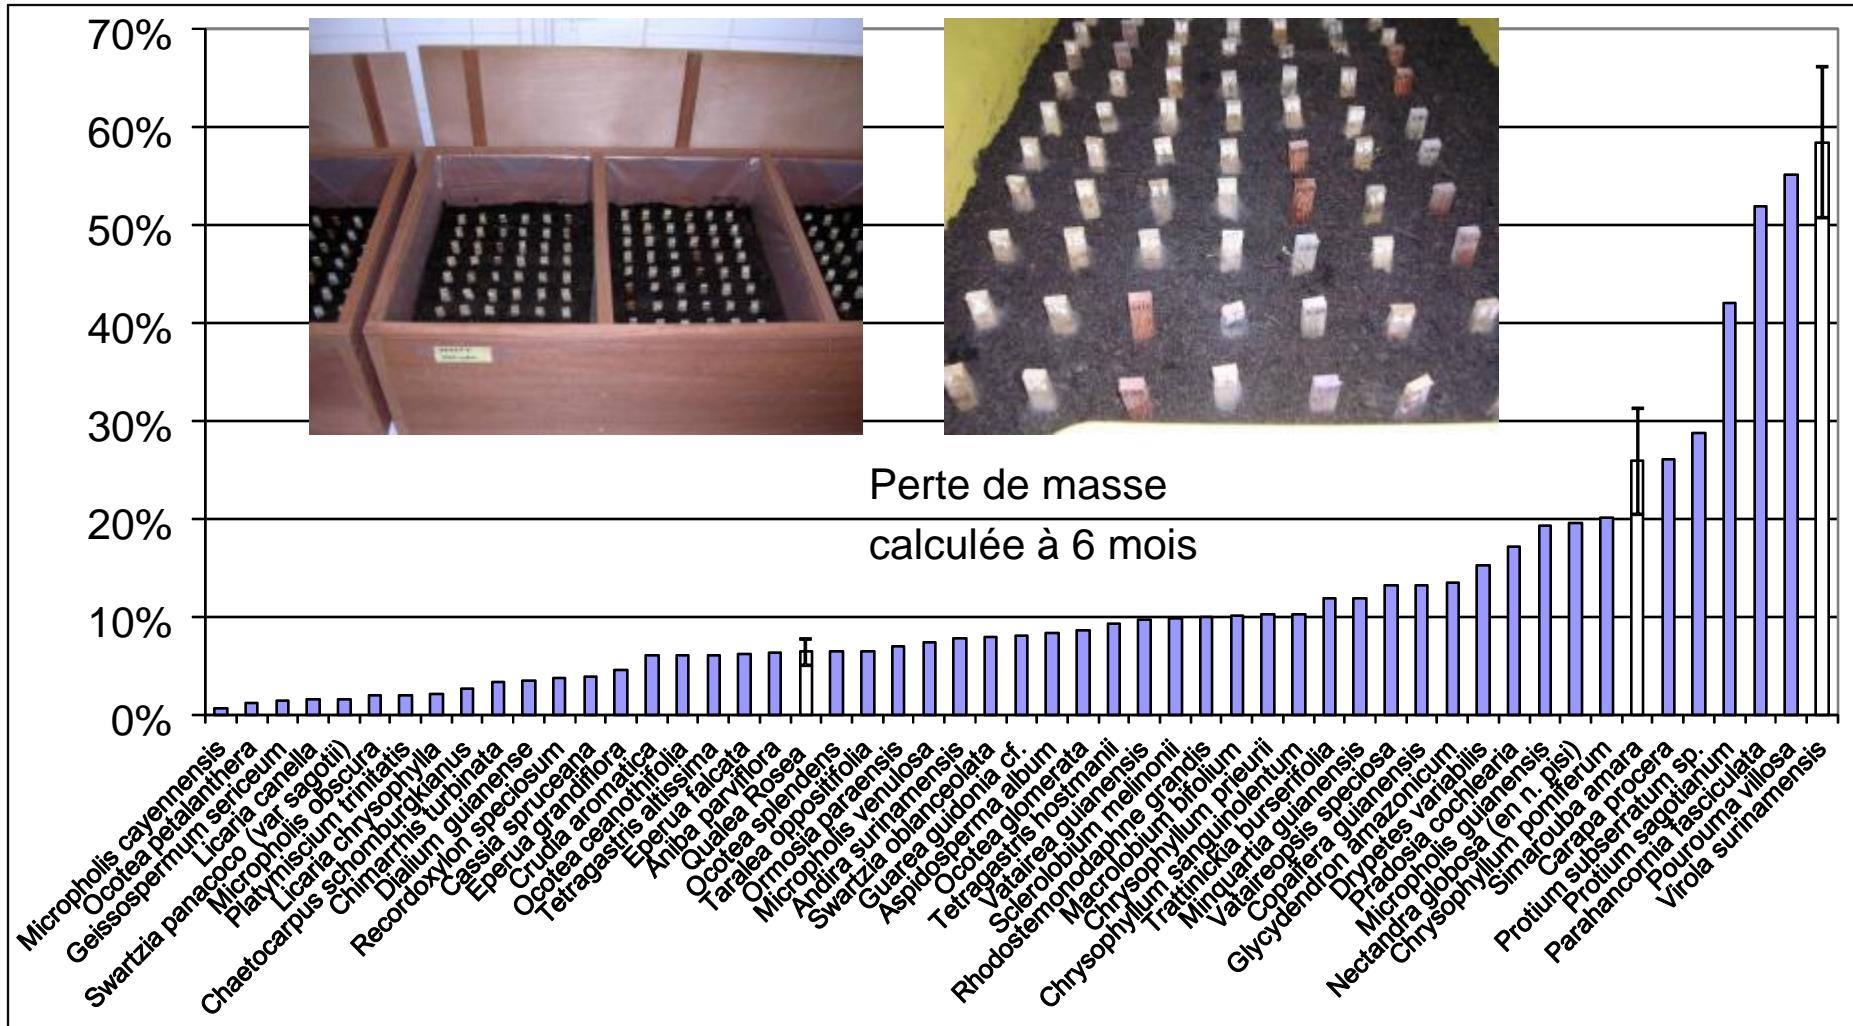 70%
60%
50%
40%
30%
20%
10%
0%
Perte de masse
calculée à 6 mois
Micropholis cayennensis
Ocotea petalanthera
Geissospermum sericeum
Licaria canella
Swartzia panacoco (var sagotii)
Micropholis obscura
Platymiscium trinitatis
Licaria chrysophylla
Chaetocarpus schomburgkianus
Chimarrhis turbinata
Dialium guianense
Recordoxylon speciosum
Cassia spruceana
Eperua grandiflora
Crudia aromatica
Ocotea ceanothifolia
Tetragastris altissima
Eperua falcata
Aniba parviflora
Qualea Rosea
Ocotea splendens
Taralea oppositifolia
Ormosia paraensis
Micropholis venulosa
Andira surinamensis
Swartzia oblanceolata
Guarea guidonia cf.
Aspidosperma album
Ocotea glomerata
Tetragastris hostmanii
Vatairea guianensis
Sclerolobium melinonii
Rhodostemonodaphne grandis
Macrolobium bifolium
Chrysophyllum prieurii
Chrysophyllum sanguinolentum
Trattinickia burserifolia
Minquartia guianensis
Vataireopsis speciosa
Copaifera guianensis
Glycydendron amazonicum
Drypetes variabilis
Pradosia cochlearia
Micropholis guianensis
Nectandra globosa (en n. pisi)
Chrysophyllum pomiferum
Simarouba amara
Carapa procera
Protium subserratum sp.
Protium sagotianum
Parahancornia fasciculata
Pourouma villosa
Virola surinamensis